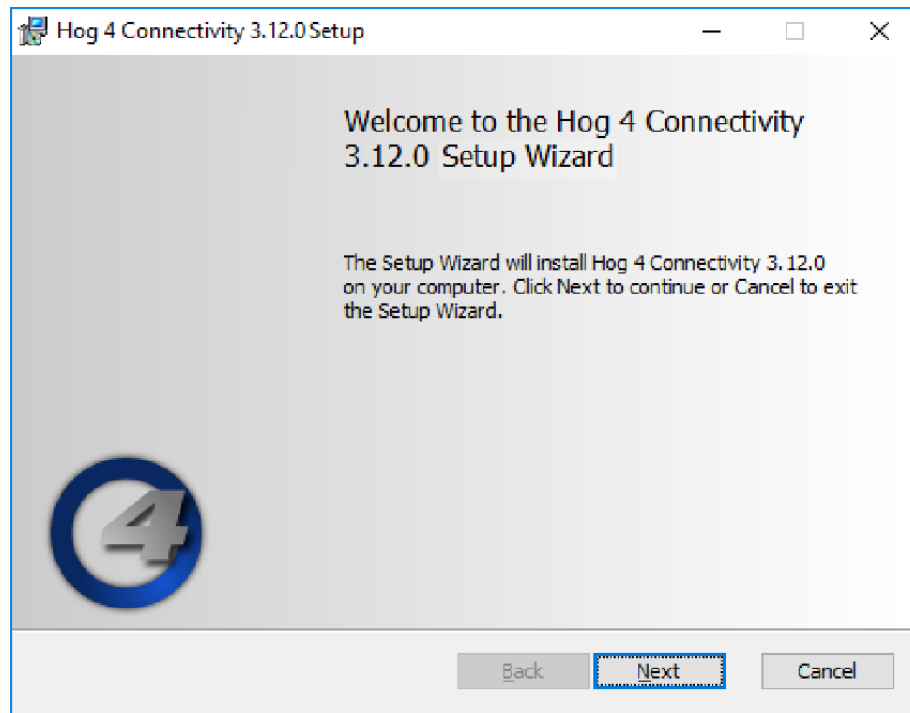 Hog 4 Connectivity 3.12.0 Setup
Welcome to the Hog 4 Connectivity
3.12.0 Setup Wizard
The Setup Wizard will install Hog 4 Connectivity 3.12.0
on your computer. Click Next to continue or Cancel to exit
the Setup Wizard.
4
Back Next Cancel